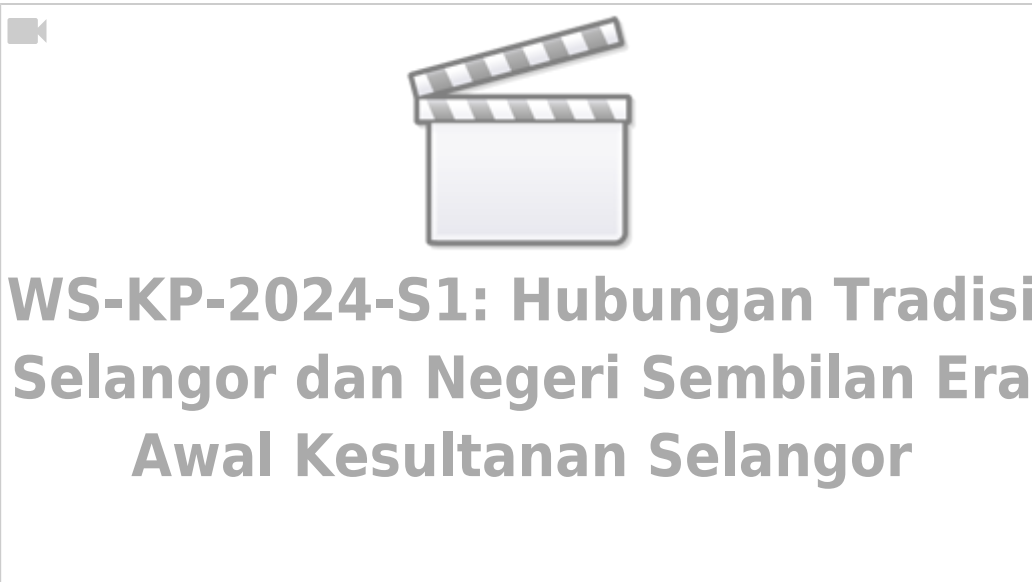 WS-KP-2024-S1: Hubungan Tradisi
Selangor dan Negeri Sembilan Era
Awal Kesultanan Selangor